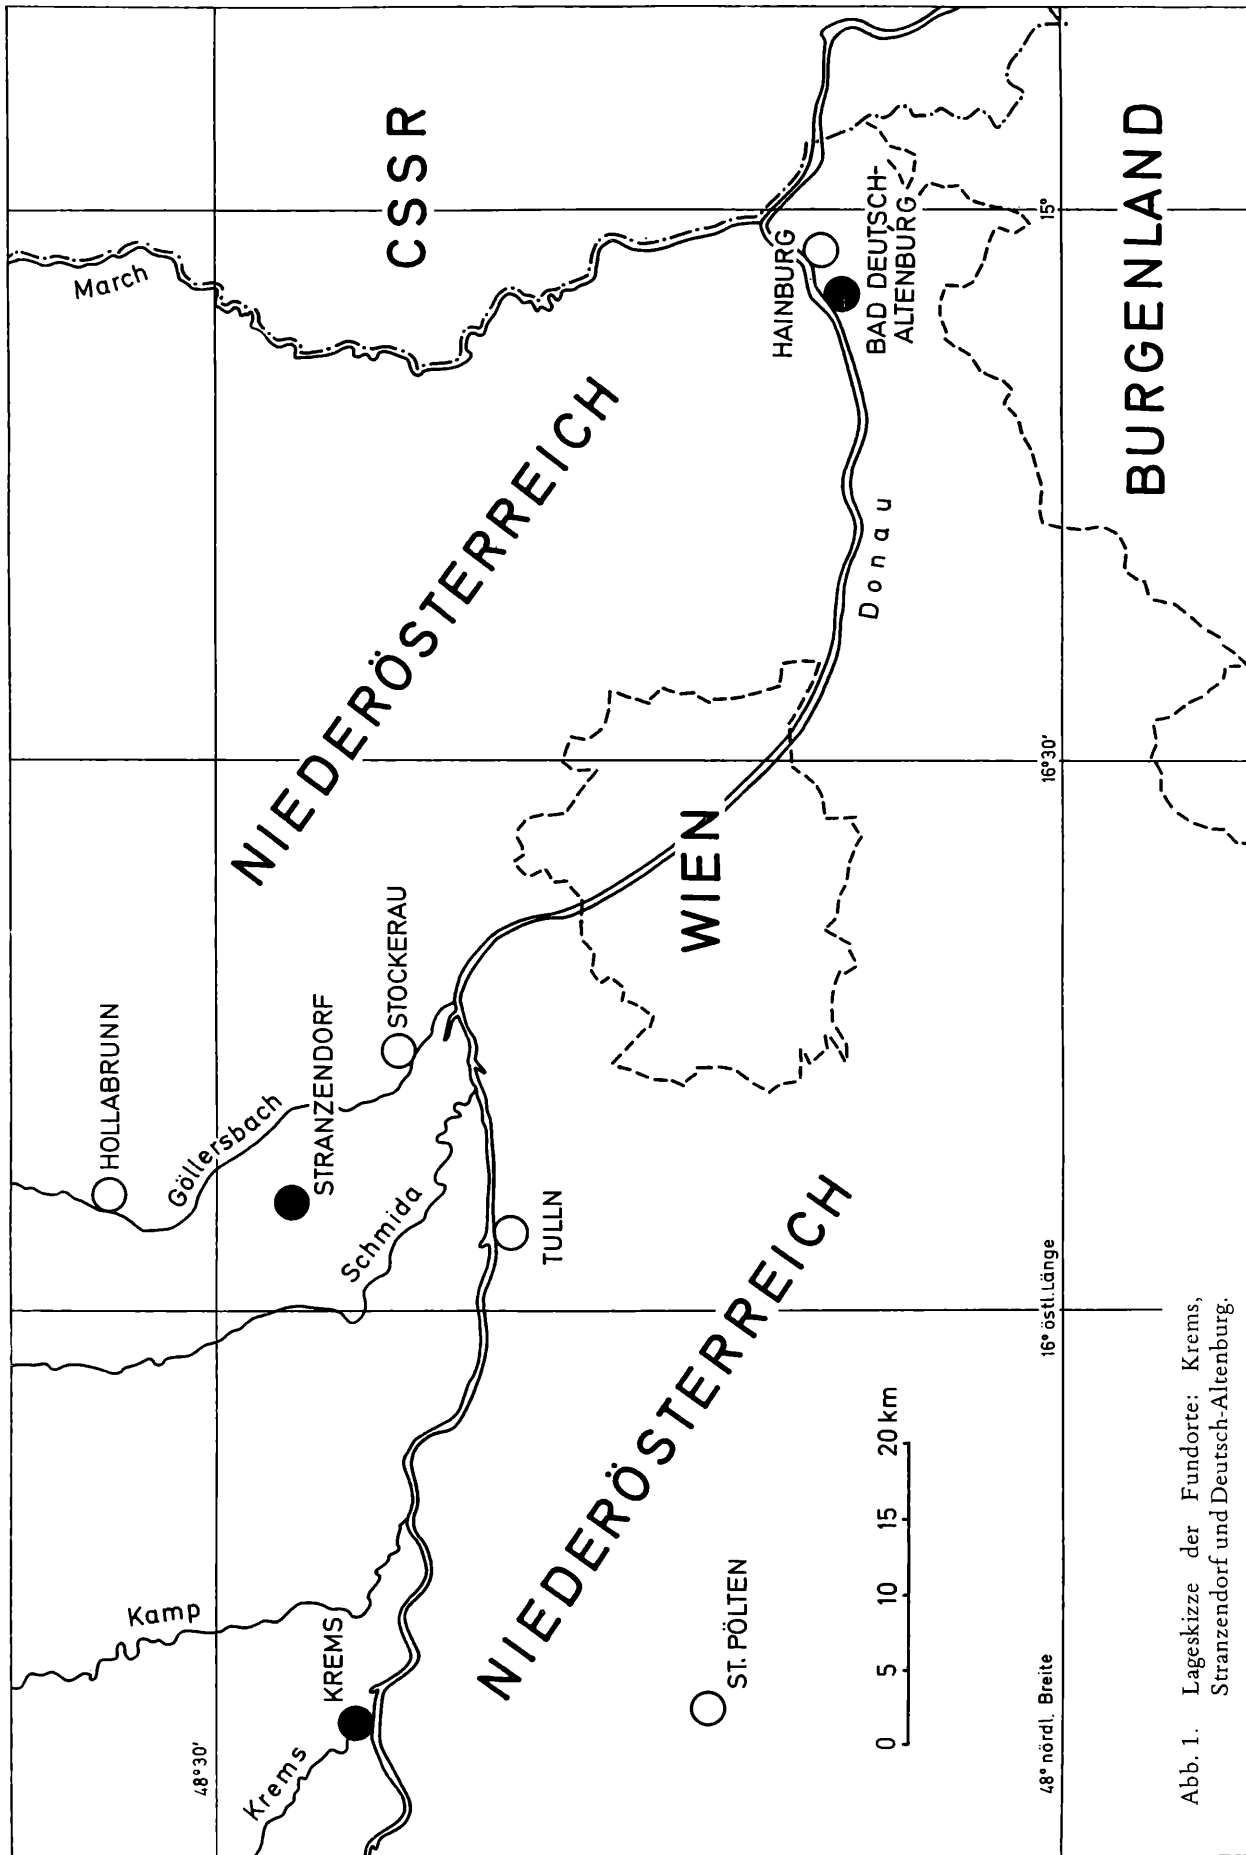 CSSR
March
HOLLABRUNN
Göllersbach
STRANZENDORF
STOCKERAU
NIEDERÖSTERREICH
Schmida
TULLN
Kamp
KREMS
Krems
48°30'
WIEN
Donau
HAINBURG
BAD DEUTSCH-
ALTENBURG
NIEDERÖSTERREICH
ST. PÖLTEN
0 5 10 15 20 km
48° nördl. Breite
16° östl. Länge
16°30'
15°
BURGENLAND
Abb. 1. Lageskizze der Fundorte: Krems,
Stranzendorf und Deutsch-Altenburg.